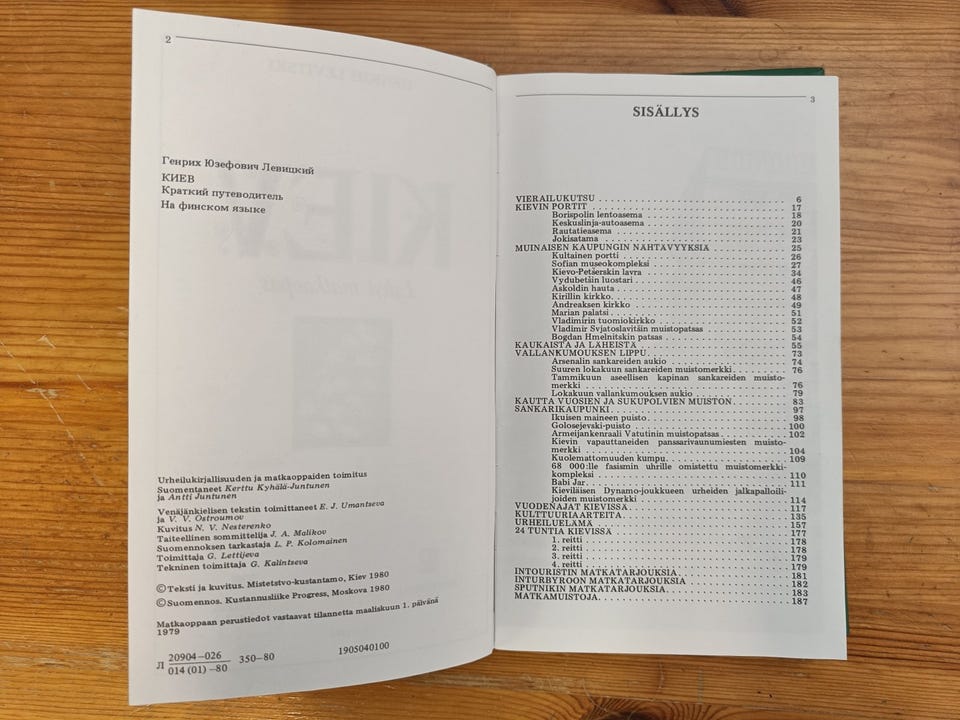 2
Генрих Юзефович Левицкий
КИЕВ
Краткий путеводитель
На финском языке
Urheilukirjallisuuden ja matkaoppaiden toimitus
Suomentaneet Kerttu Kyhälä-Juntunen
ja Antti Juntunen
Venäjänkielisen tekstin toimittaneet E. J. Umantseva
ja V. V. Ostroumov
Kuvitus N. V. Nesterenko
Taiteellinen sommittelija J. A. Malikov
Suomennoksen tarkastaja L. P. Kolomainen
Toimittaja G. Lettijeva
Tekninen toimittaja G. Kalintseva
©Teksti ja kuvitus. Mistetstvo-kustantamo, Kiev 1980
©Suomennos. Kustannusliike Progress, Moskova 1980
Matkaoppaan perustiedot vastaavat tilannetta maaliskuun 1. päivänä
1979
Л 20904-026
014 (01) -80 350-80 1905040100
3
SISÄLLYS
VIERAILUKUTSU 6
KIEVIN PORTIT 17
Borispolin lentoasema 18
Keskuslinja-autoasema 20
Rautatieasema 21
Jokisatama 23
MUINAISEN KAUPUNGIN NÄHTÄVYYKSIÄ 25
Kultainen portti 26
Sofian museokompleksi 27
Kievo-Petšerskin lavra 34
Vydubetśin luostari 46
Askoldin hauta 47
Kirillin kirkko 48
Andreaksen kirkko 49
Marian palatsi 51
Vladimirin tuomiokirkko 52
Vladimir Svjatoslavitšin muistopatsas 53
Bogdan Hmelnitskin patsas 54
KAUKAISTA JA LÄHEISTÄ 55
VALLANKUMOUKSEN LIPPU 73
Arsenalin sankareiden aukio 74
Suuren lokakuun sankareiden muistomerkki 76
Tammikuun aseellisen kapinan sankareiden muisto-
merkki 76
Lokakuun vallankumouksen aukio 79
KAUTTA VUOSIEN JA SUKUPOLVIEN MUISTON 83
SANKARIKAUPUNKI 97
Ikuisen maineen puisto 98
Golosejevski-puisto 100
Armeijankenraali Vatutinin muistopatsas 102
Kievin vapauttaneiden panssarivaunumiesten muisto-
merkki 104
Kuolemattomuuden kumpu 109
68 000:lle fasismin uhrille omistettu muistomerkki-
kompleksi 110
Babi Jar 111
Kieviläisen Dynamo-joukkueen urheiden jalkapalloili-
joiden muistomerkki 114
VUODENAJAT KIEVISSÄ 117
KULTTUURIAARTEITA 135
URHEILUELÄMÄ 157
24 TUNTIA KIEVISSÄ 177
1. reitti 178
2. reitti 178
3. reitti 179
4. reitti 179
INTOURISTIN MATKATARJOUKSIA 181
INTURBYROON MATKATARJOUKSIA 182
SPUTNIKIN MATKATARJOUKSIA 183
MATKAMUISTOJA 187